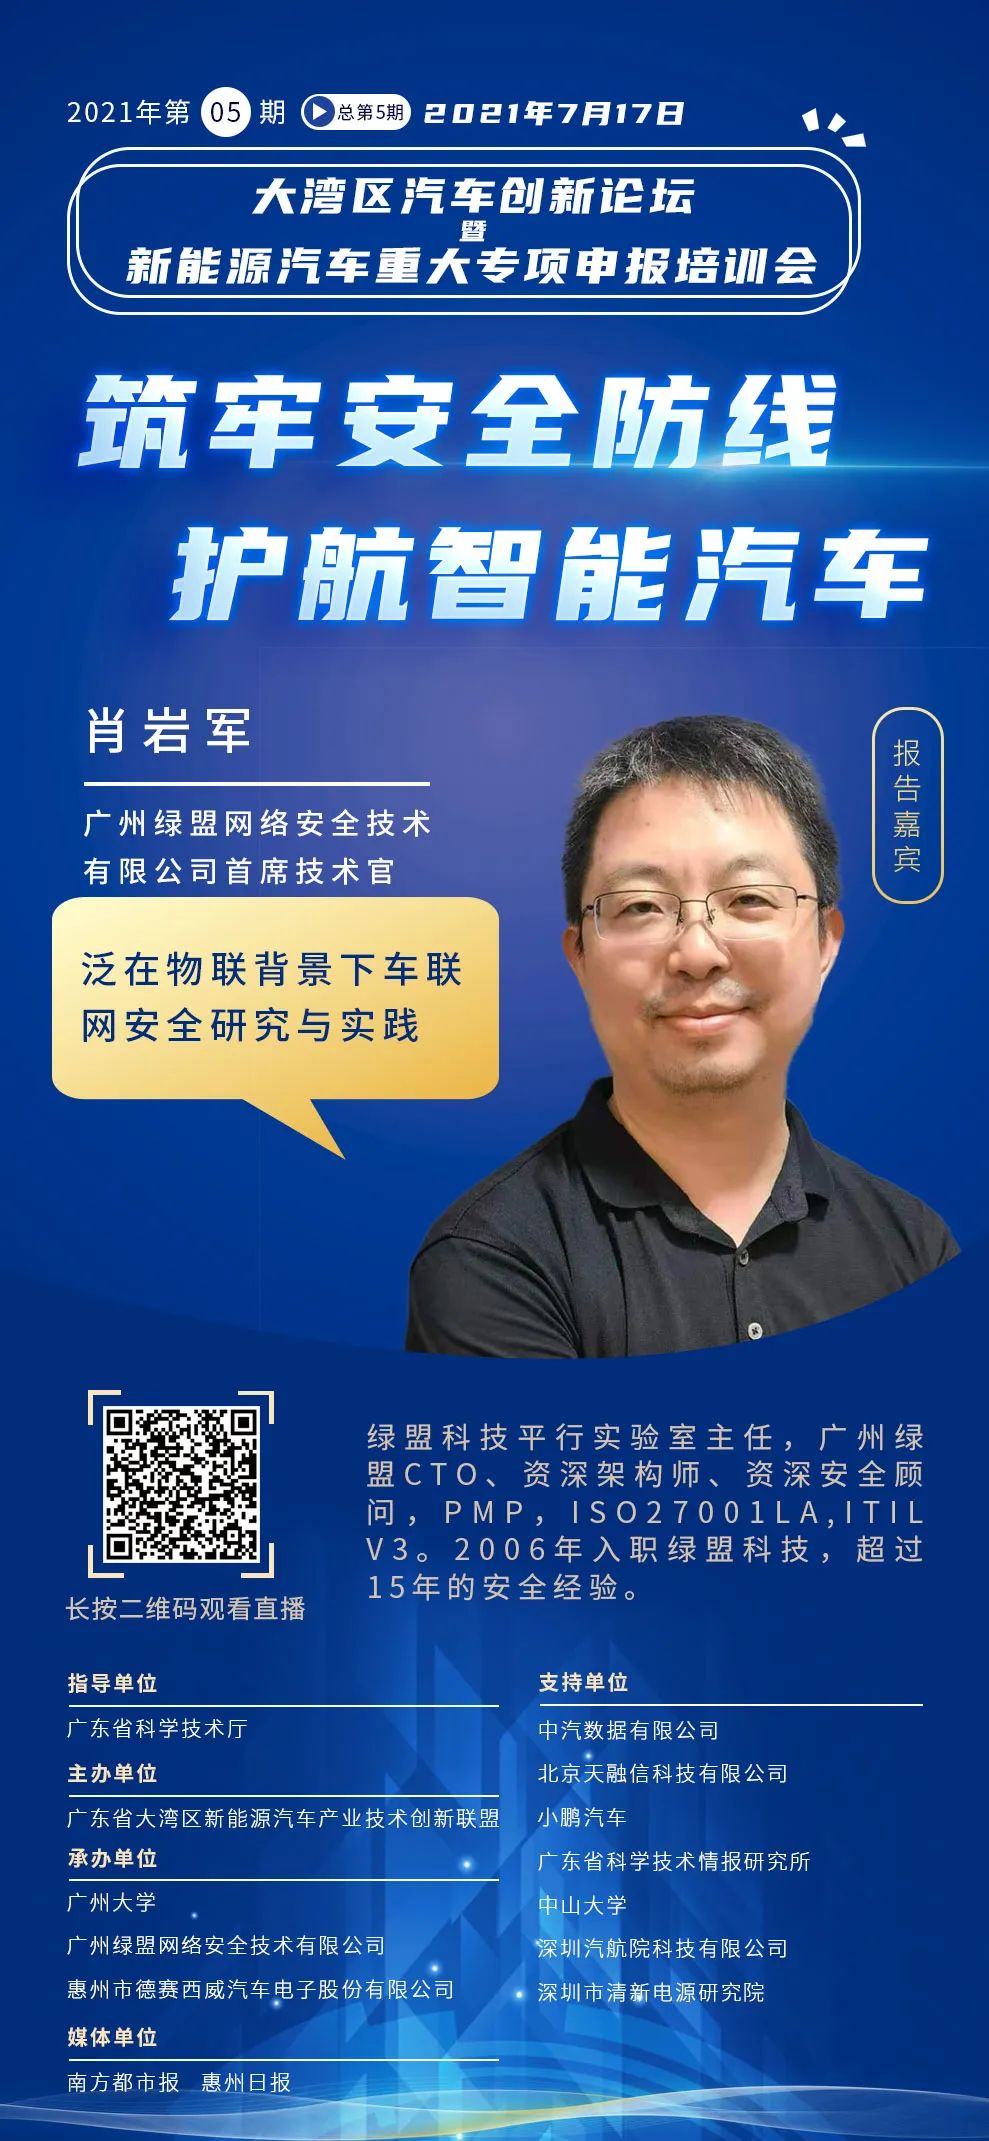 2021年第 05 期 总第5期 2021年7月17日
大湾区汽车创新论坛
暨
新能源汽车重大专项申报培训会
筑牢安全防线
护航智能汽车
肖岩军
广州绿盟网络安全技术
有限公司首席技术官
报告嘉宾
泛在物联背景下车联
网安全研究与实践
绿盟科技平行实验室主任，广州绿
盟CTO、资深架构师、资深安全顾
问，PMP，ISO27001LA,ITIL
V3。2006年入职绿盟科技，超过
15年的安全经验。
长按二维码观看直播
指导单位
广东省科学技术厅
主办单位
广东省大湾区新能源汽车产业技术创新联盟
承办单位
广州大学
广州绿盟网络安全技术有限公司
惠州市德赛西威汽车电子股份有限公司
媒体单位
南方都市报 惠州日报
支持单位
中汽数据有限公司
北京天融信科技有限公司
小鹏汽车
广东省科学技术情报研究所
中山大学
深圳汽航院科技有限公司
深圳市清新电源研究院